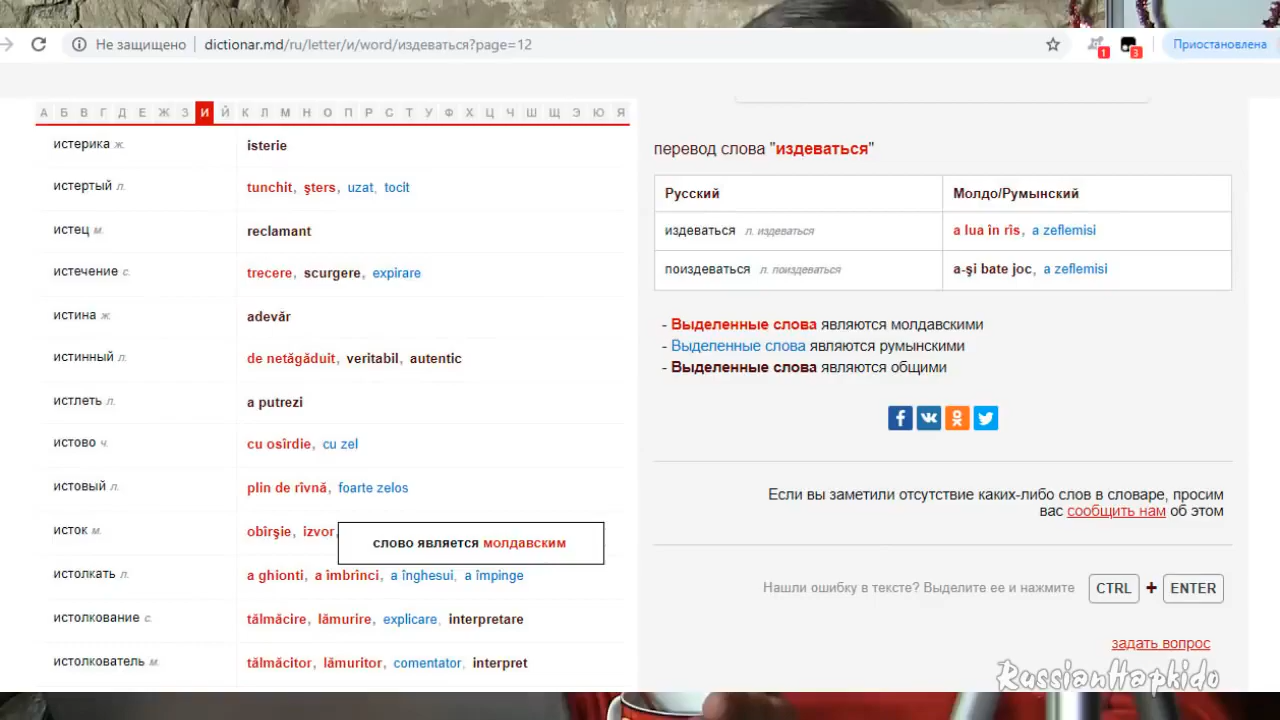 Не защищено dictionar.md/ru/letter/и/word/издеваться?page=12 1 3 Приостановлена
А Б В Г Д Е Ж З И Й К Л М Н О П Р С Т У Ф Х Ц Ч Ш Щ Э Ю Я
истерика ж. isterie
истертый л. tunchit, şters, uzat, tocit
истец м. reclamant
истечение с. trecere, scurgere, expirare
истина ж. adevăr
истинный л. de netăgăduit, veritabil, autentic
истлеть л. a putrezi
истово ч. cu osîrdie, cu zel
истовый л. plin de rîvnă, foarte zelos
исток м. obîrşie, izvor
слово является молдавским
истолкать л. a ghionti, a îmbrînci, a înghesui, a împinge
истолкование с. tălmăcire, lămurire, explicare, interpretare
истолкователь м. tălmăcitor, lămuritor, comentator, interpret
перевод слова "издеваться"
Русский Молдо/Румынский
издеваться л. издеваться a lua în rîs, a zeflemisi
поиздеваться л. поиздеваться a-şi bate joc, a zeflemisi
- Выделенные слова являются молдавскими
- Выделенные слова являются румынскими
- Выделенные слова являются общими
Если вы заметили отсутствие каких-либо слов в словаре, просим
вас сообщить нам об этом
Нашли ошибку в тексте? Выделите ее и нажмите CTRL + ENTER
задать вопрос
RussianHapkido